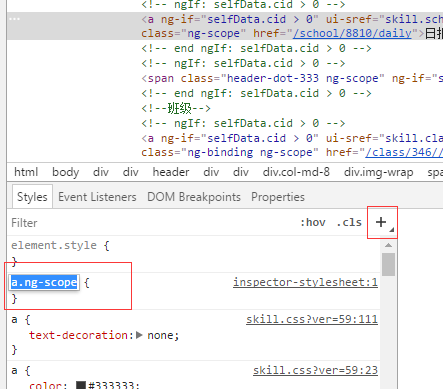 <!-- ngIf: selfData.cid > 0 -->
... <a ng-if="selfData.cid > 0" ui-sref="skill.sch
class="ng-scope" href="/school/8810/daily">日报
<!-- end ngIf: selfData.cid > 0 -->
<!-- ngIf: selfData.cid > 0 -->
<span class="header-dot-333 ng-scope" ng-if="s
<!-- end ngIf: selfData.cid > 0 -->
<!--班级-->
<!-- ngIf: selfData.cid > 0 -->
<a ng-if="selfData.cid > 0" ui-sref="skill.cla
class="ng-binding ng-scope" href="/class/346//
html body div div header div div.col-md-8 div.img-wrap spa
Styles Event Listeners DOM Breakpoints Properties
Filter :hov .cls +
element.style {
}
a.ng-scope { inspector-stylesheet:1
}
a { skill.css?ver=59:111
text-decoration:▶ none;
}
a { skill.css?ver=59:23
color: #333333;